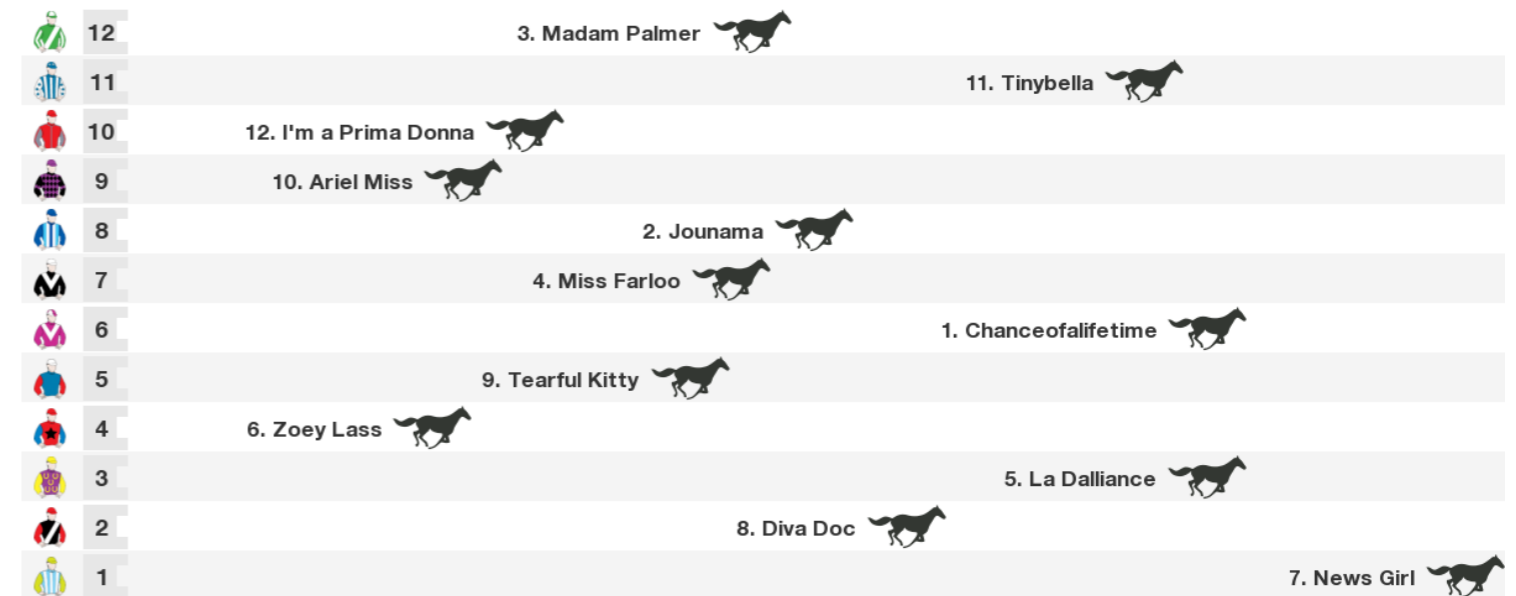 12 3. Madam Palmer
11 11. Tinybella
10 12. I'm a Prima Donna
9 10. Ariel Miss
8 2. Jounama
7 4. Miss Farloo
6 1. Chanceofalifetime
5 9. Tearful Kitty
4 6. Zoey Lass
3 5. La Dalliance
2 8. Diva Doc
1 7. News Girl